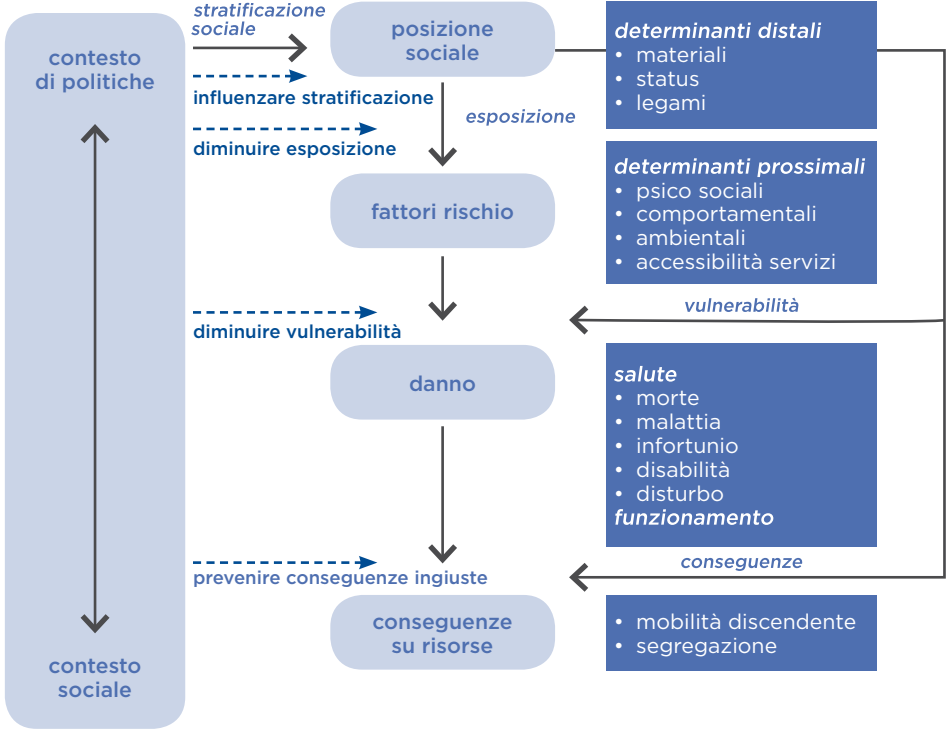 contesto
di politiche
contesto
sociale
stratificazione
sociale
influenzare stratificazione
diminuire esposizione
diminuire vulnerabilità
prevenire conseguenze ingiuste
posizione
sociale
esposizione
fattori rischio
danno
conseguenze
su risorse
determinanti distali
• materiali
• status
• legami
determinanti prossimali
• psico sociali
• comportamentali
• ambientali
• accessibilità servizi
vulnerabilità
salute
• morte
• malattia
• infortunio
• disabilità
• disturbo
funzionamento
conseguenze
• mobilità discendente
• segregazione